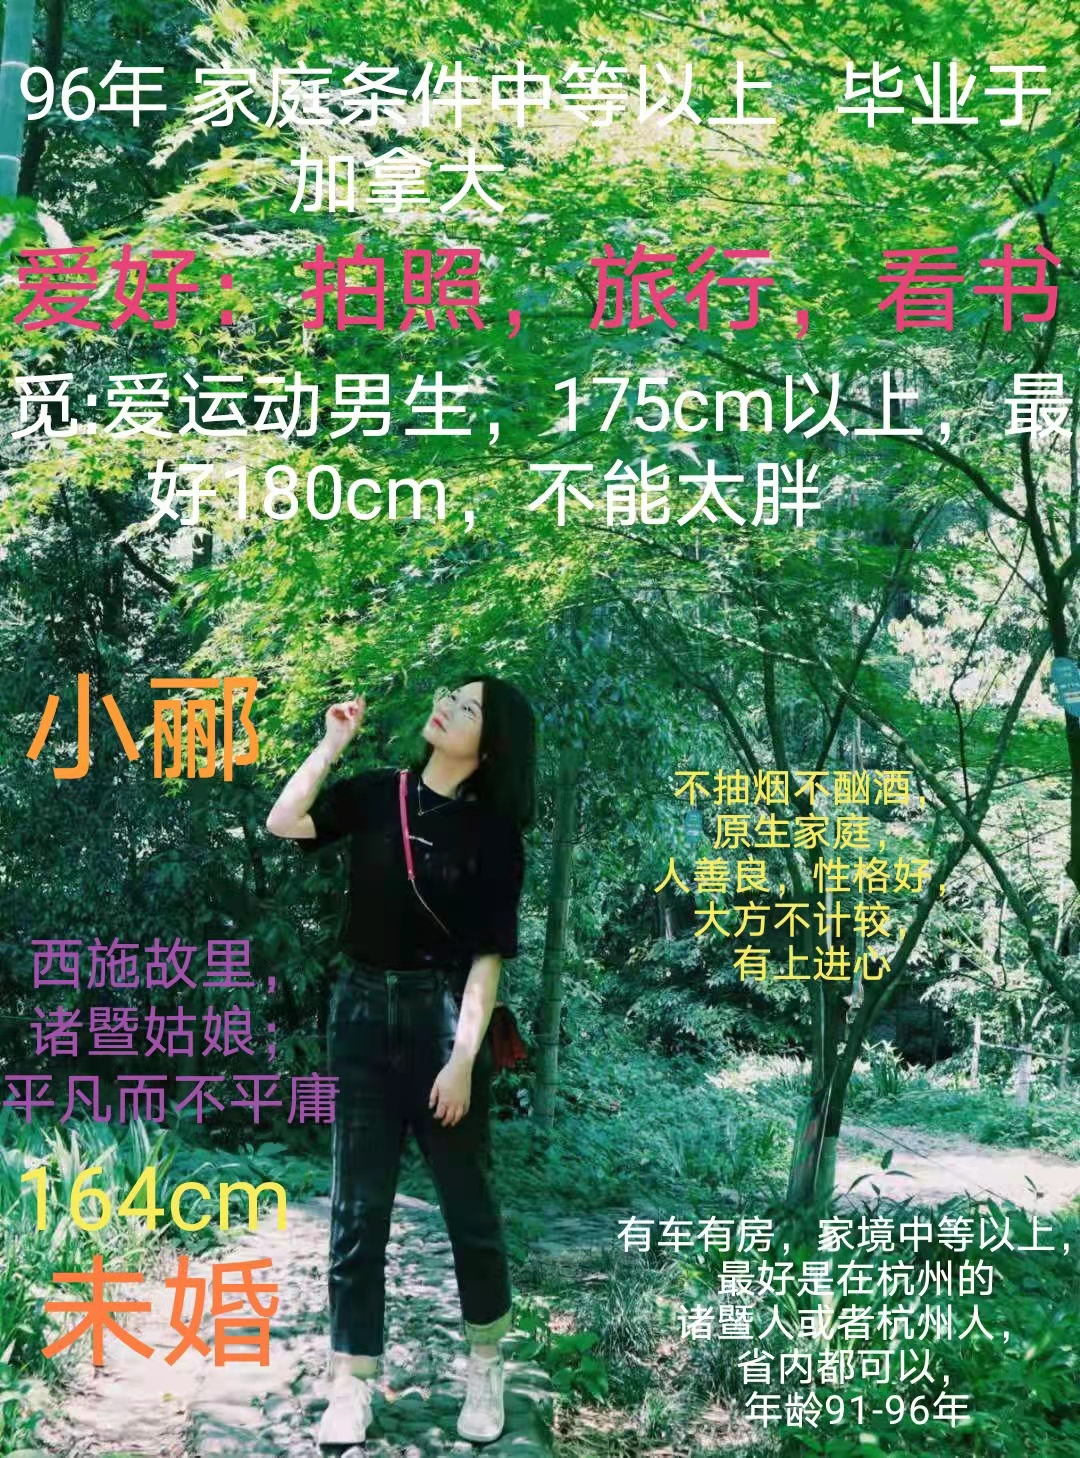 96年 家庭条件中等以上 毕业于
加拿大
爱好：拍照，旅行，看书
觅:爱运动男生，175cm以上，最
好180cm，不能太胖
小郦
不抽烟不酗酒，
原生家庭，
人善良，性格好，
大方不计较，
有上进心
西施故里，
诸暨姑娘；
平凡而不平庸
164cm
未婚
有车有房，家境中等以上，
最好是在杭州的
诸暨人或者杭州人，
省内都可以，
年龄91-96年